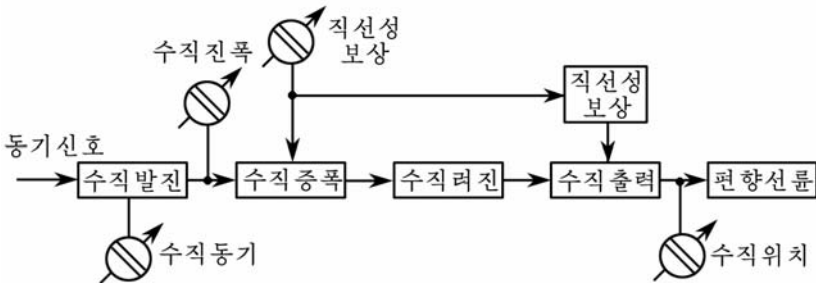 직선성
보상
수직진폭
직선성
보상
동기신호
수직발진
수직증폭
수직러진
수직출력
편향선륜
수직동기
수직위치